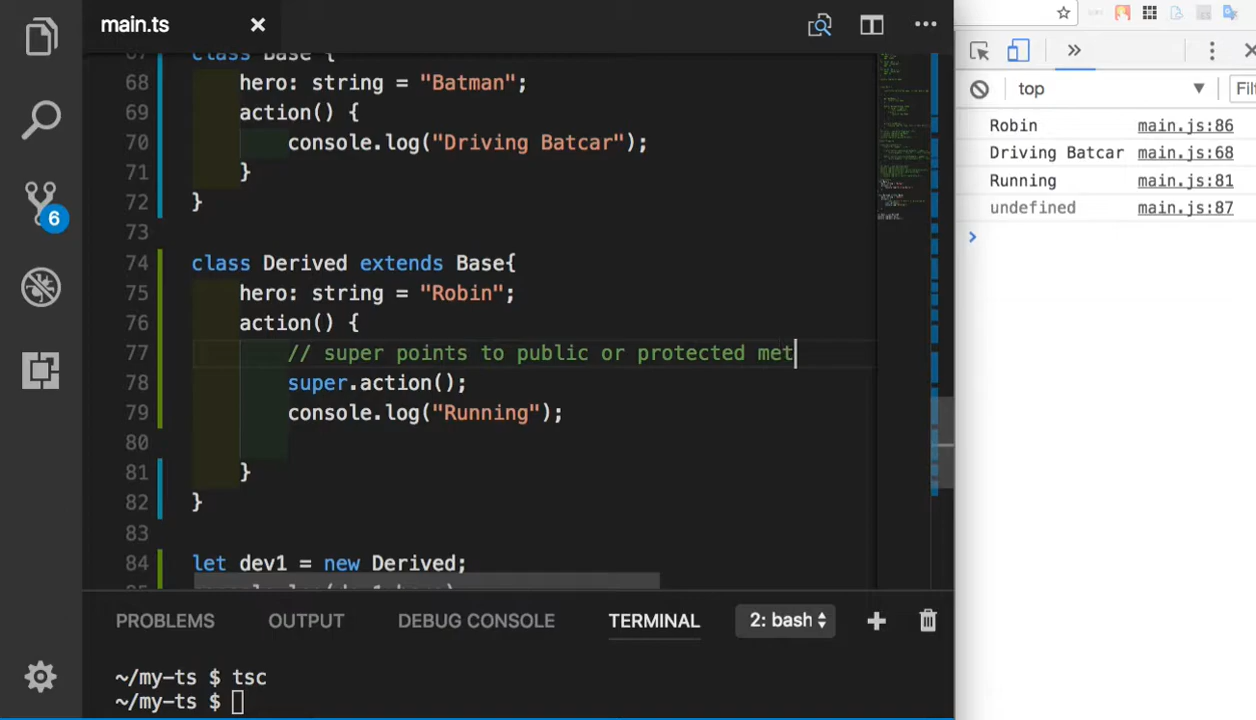 main.ts
67 class Base {
68 hero: string = "Batman";
69 action() {
70 console.log("Driving Batcar");
71 }
72 }
73
74 class Derived extends Base{
75 hero: string = "Robin";
76 action() {
77 // super points to public or protected met
78 super.action();
79 console.log("Running");
80
81 }
82 }
83
84 let dev1 = new Derived;
6
PROBLEMS OUTPUT DEBUG CONSOLE TERMINAL 2: bash
~/my-ts $ tsc
~/my-ts $
top
Robin main.js:86
Driving Batcar main.js:68
Running main.js:81
undefined main.js:87